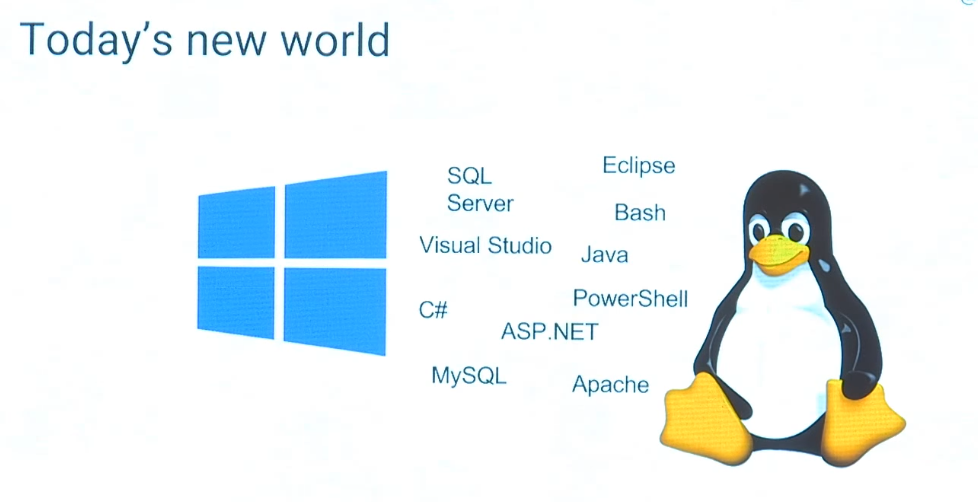 Today's new world
SQL
Server
Eclipse
Bash
Visual Studio
Java
C#
PowerShell
ASP.NET
MySQL
Apache